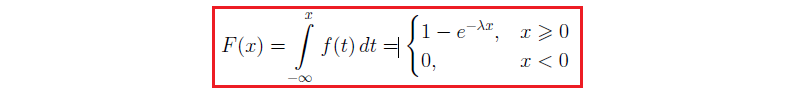 F(x) = ∫_{-∞}^{x} f(t) dt = { 1 − e^{−λx}, x ⩾ 0
0, x < 0